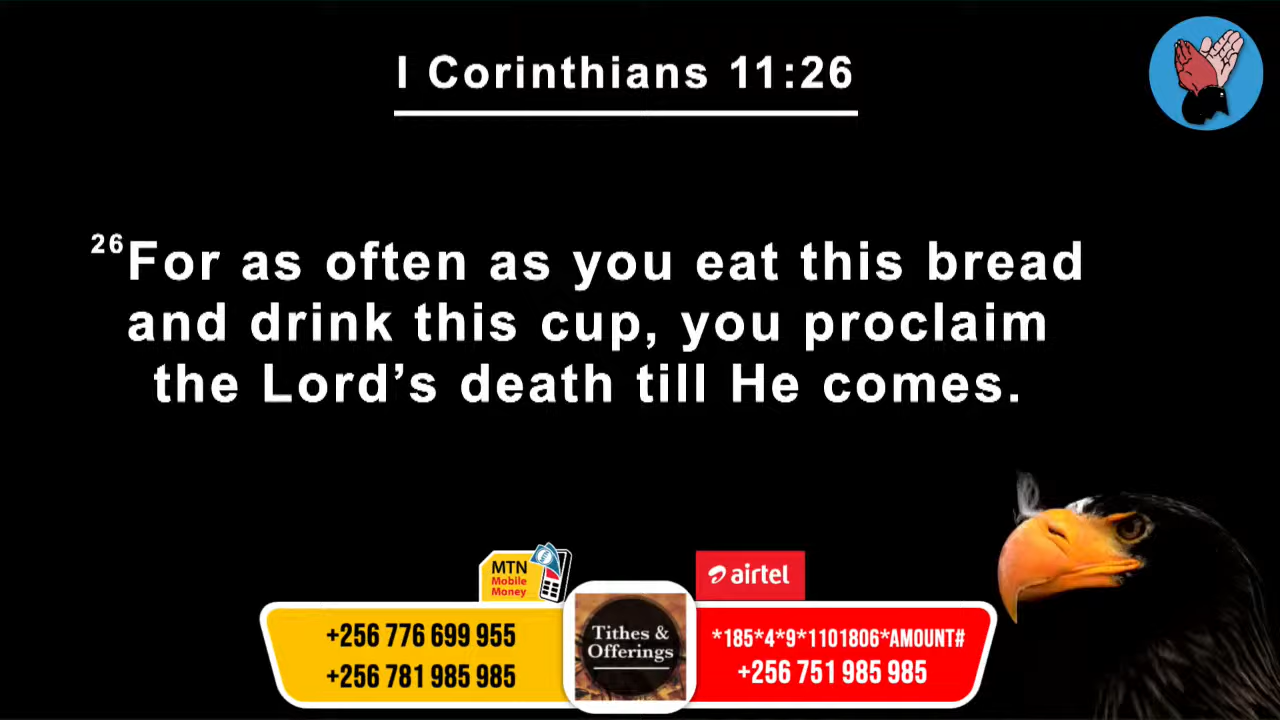 I Corinthians 11:26
26For as often as you eat this bread
and drink this cup, you proclaim
the Lord’s death till He comes.
MTN
Mobile
Money
airtel
+256 776 699 955
+256 781 985 985
Tithes &
Offerings
*185*4*9*1101806*AMOUNT#
+256 751 985 985